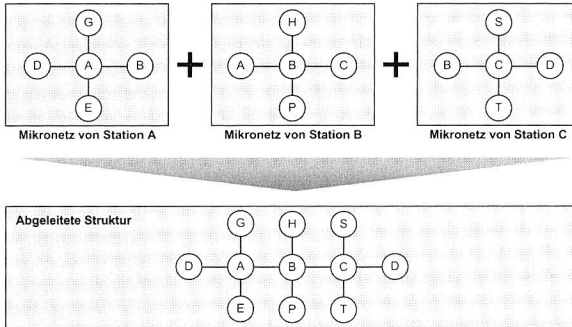 G
D A B
E
Mikronetz von Station A
+
H
A B C
P
Mikronetz von Station B
+
S
B C D
T
Mikronetz von Station C
Abgeleitete Struktur
G H S
D A B C D
E P T